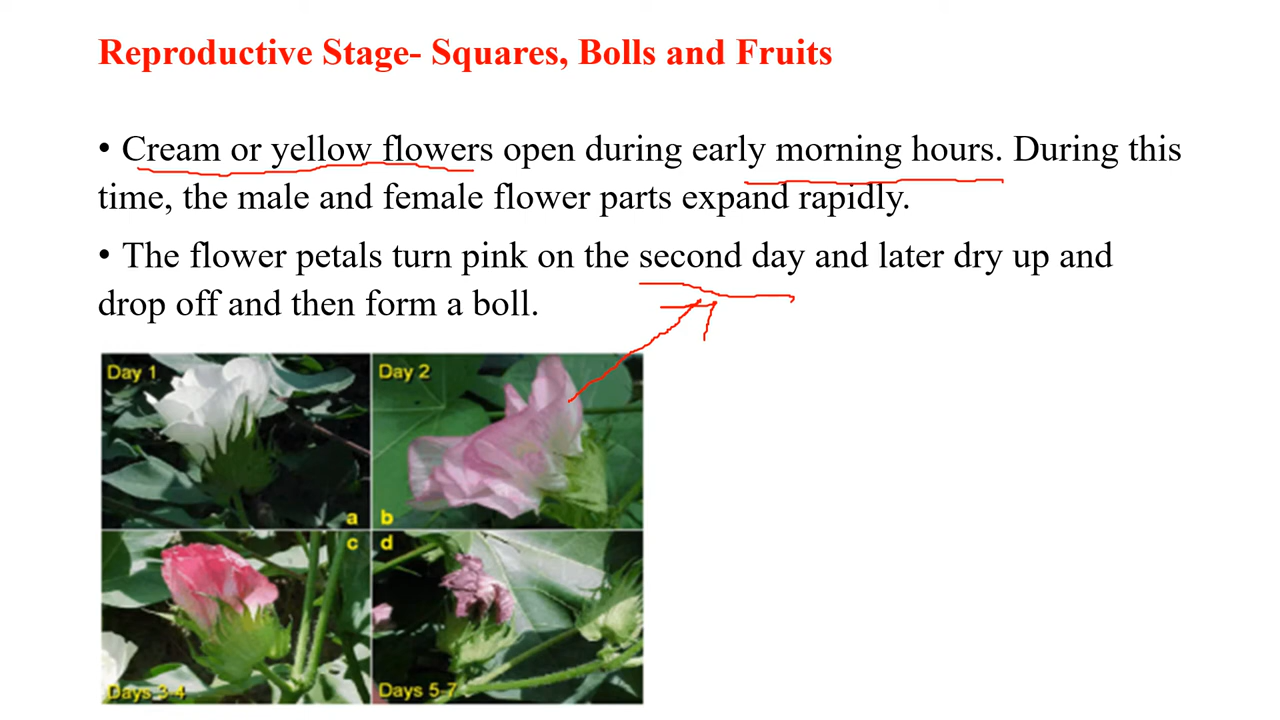 Reproductive Stage- Squares, Bolls and Fruits
• Cream or yellow flowers open during early morning hours. During this
time, the male and female flower parts expand rapidly.
• The flower petals turn pink on the second day and later dry up and
drop off and then form a boll.
Day 1
Day 2
a
b
c
d
Days 3-4
Days 5-7